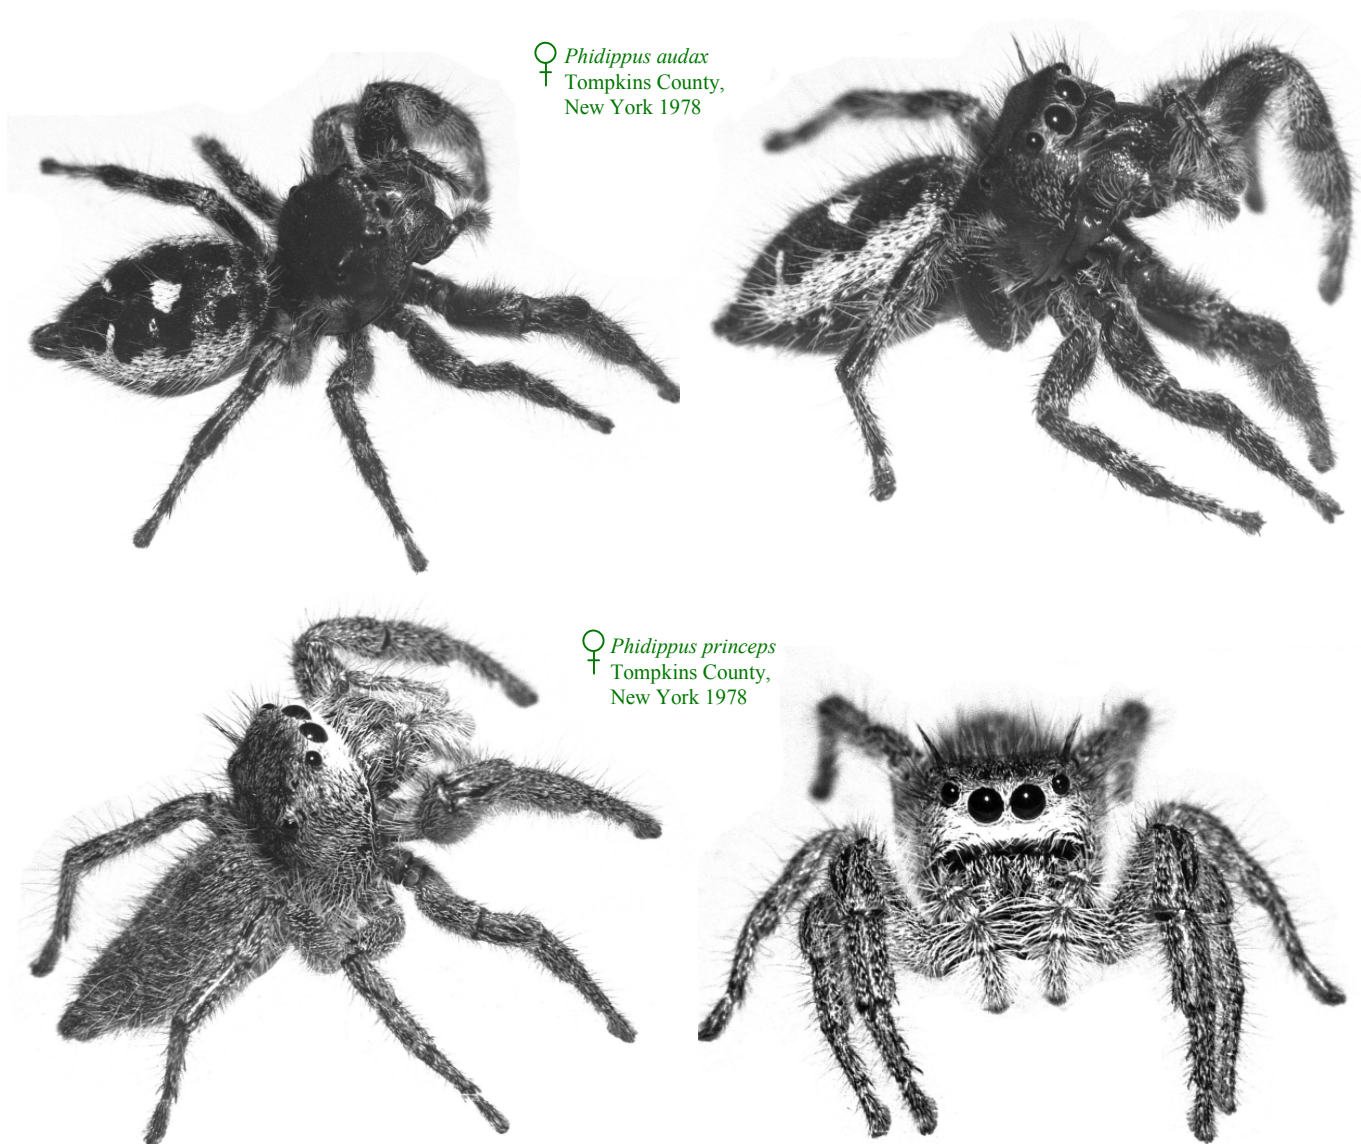 ♀ Phidippus audax
Tompkins County,
New York 1978
♀ Phidippus princeps
Tompkins County,
New York 1978